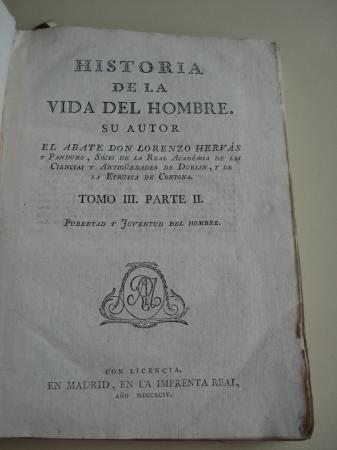 HISTORIA
DE LA
VIDA DEL HOMBRE.
SU AUTOR
EL ABATE DON LORENZO HERVÁS
Y PANDURO, SOCIO DE LA REAL ACADÉMIA DE LAS
CIENCIAS Y ANTIGÜEDADES DE DUBLIN, Y DE
LA ETRUSCA DE CORTONA.
TOMO III. PARTE II.
PUBERTAD Y JUVENTUD DEL HOMBRE.
CON LICENCIA.
EN MADRID, EN LA IMPRENTA REAL,
AÑO MDCCXCIV.